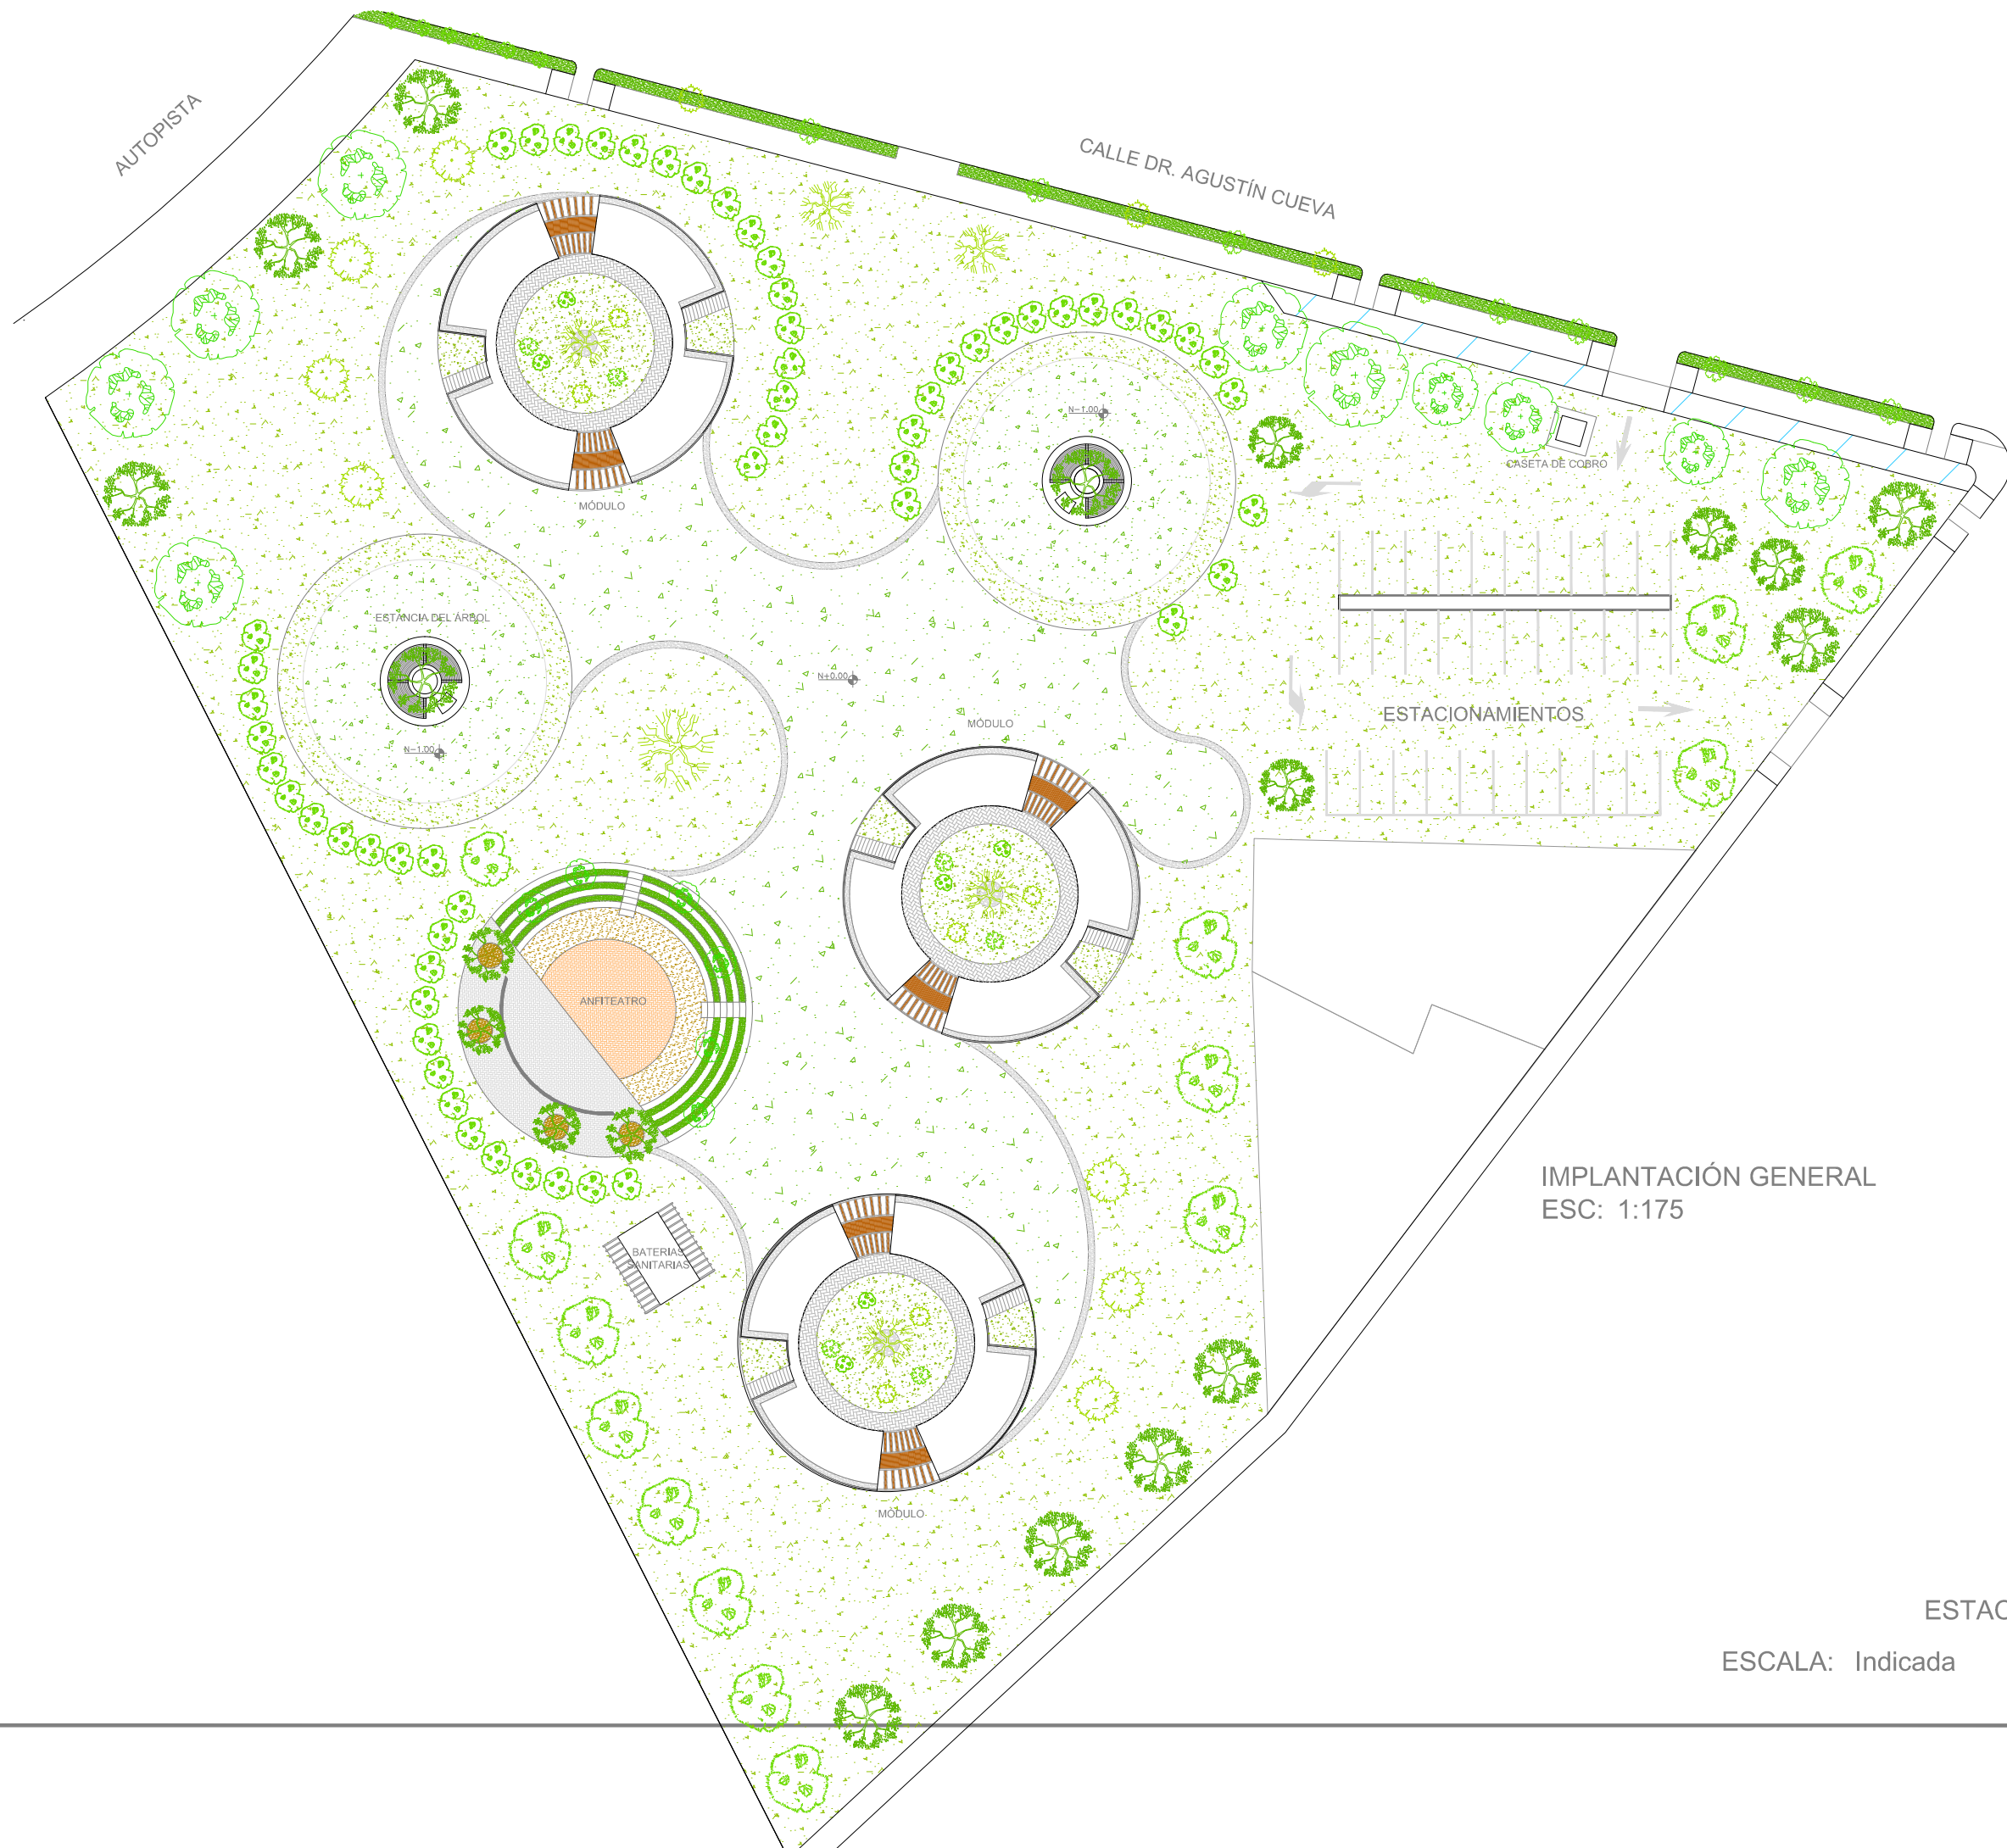 AUTOPISTA
CALLE DR. AGUSTÍN CUEVA
N-1.00
CASETA DE COBRO
MÓDULO
ESTANCIA DEL ÁRBOL
N+0.00
MÓDULO
ESTACIONAMIENTOS
N-1.00
ANFITEATRO
IMPLANTACIÓN GENERAL
ESC: 1:175
BATERIAS
SANITARIAS
MÓDULO
ESTAC
ESCALA: Indicada